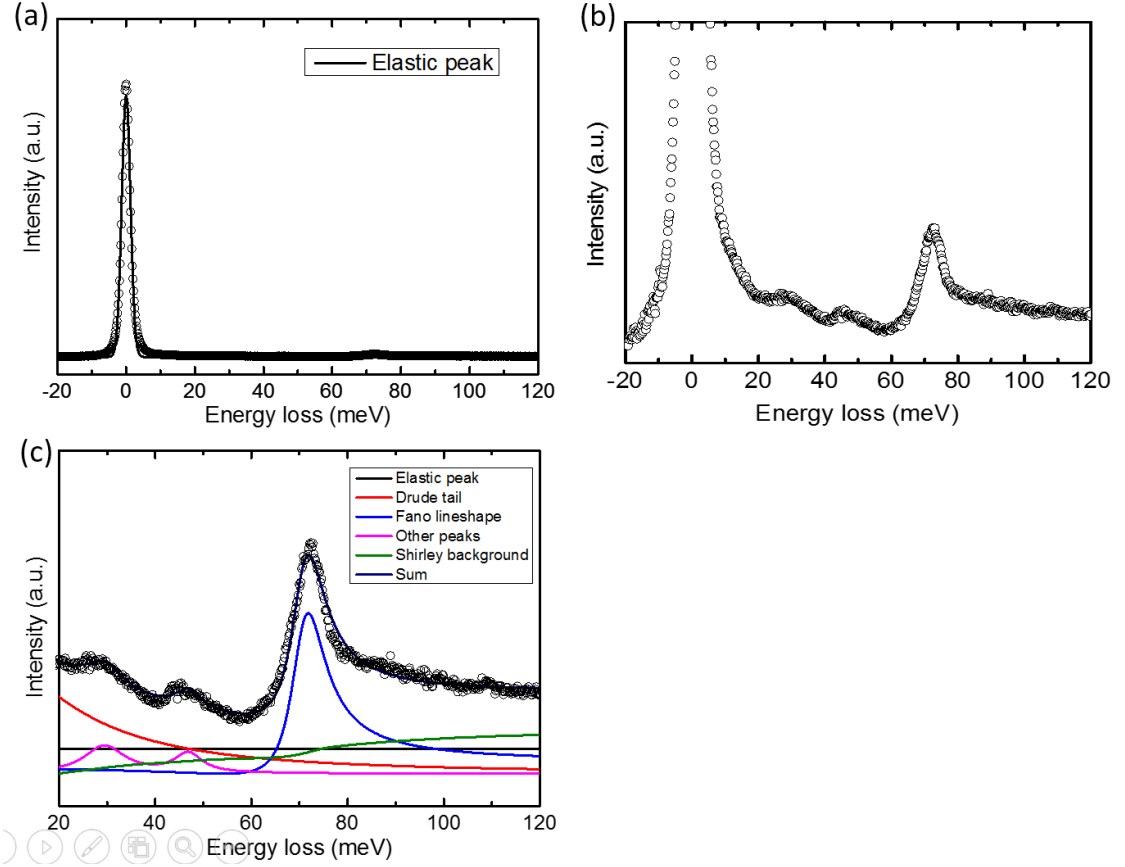 (a)
Elastic peak
Intensity (a.u.)
-20 0 20 40 60 80 100 120
Energy loss (meV)
(b)
Intensity (a.u.)
-20 0 20 40 60 80 100 120
Energy loss (meV)
(c)
Elastic peak
Drude tail
Fano lineshape
Other peaks
Shirley background
Sum
Intensity (a.u.)
20 40 60 80 100 120
Energy loss (meV)